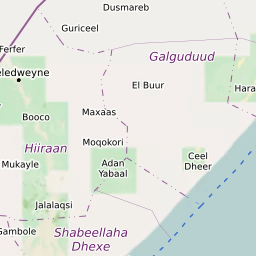 Dusmareb
Guriceel
Ferfer
Galguduud
eledweyne
El Buur
Hara
Booco
Maxaas
Hiiraan
Moqokori
Mukayle
Adan
Yabaal
Ceel
Dheer
Jalalaqsi
Gambole
Shabeellaha
Dhexe